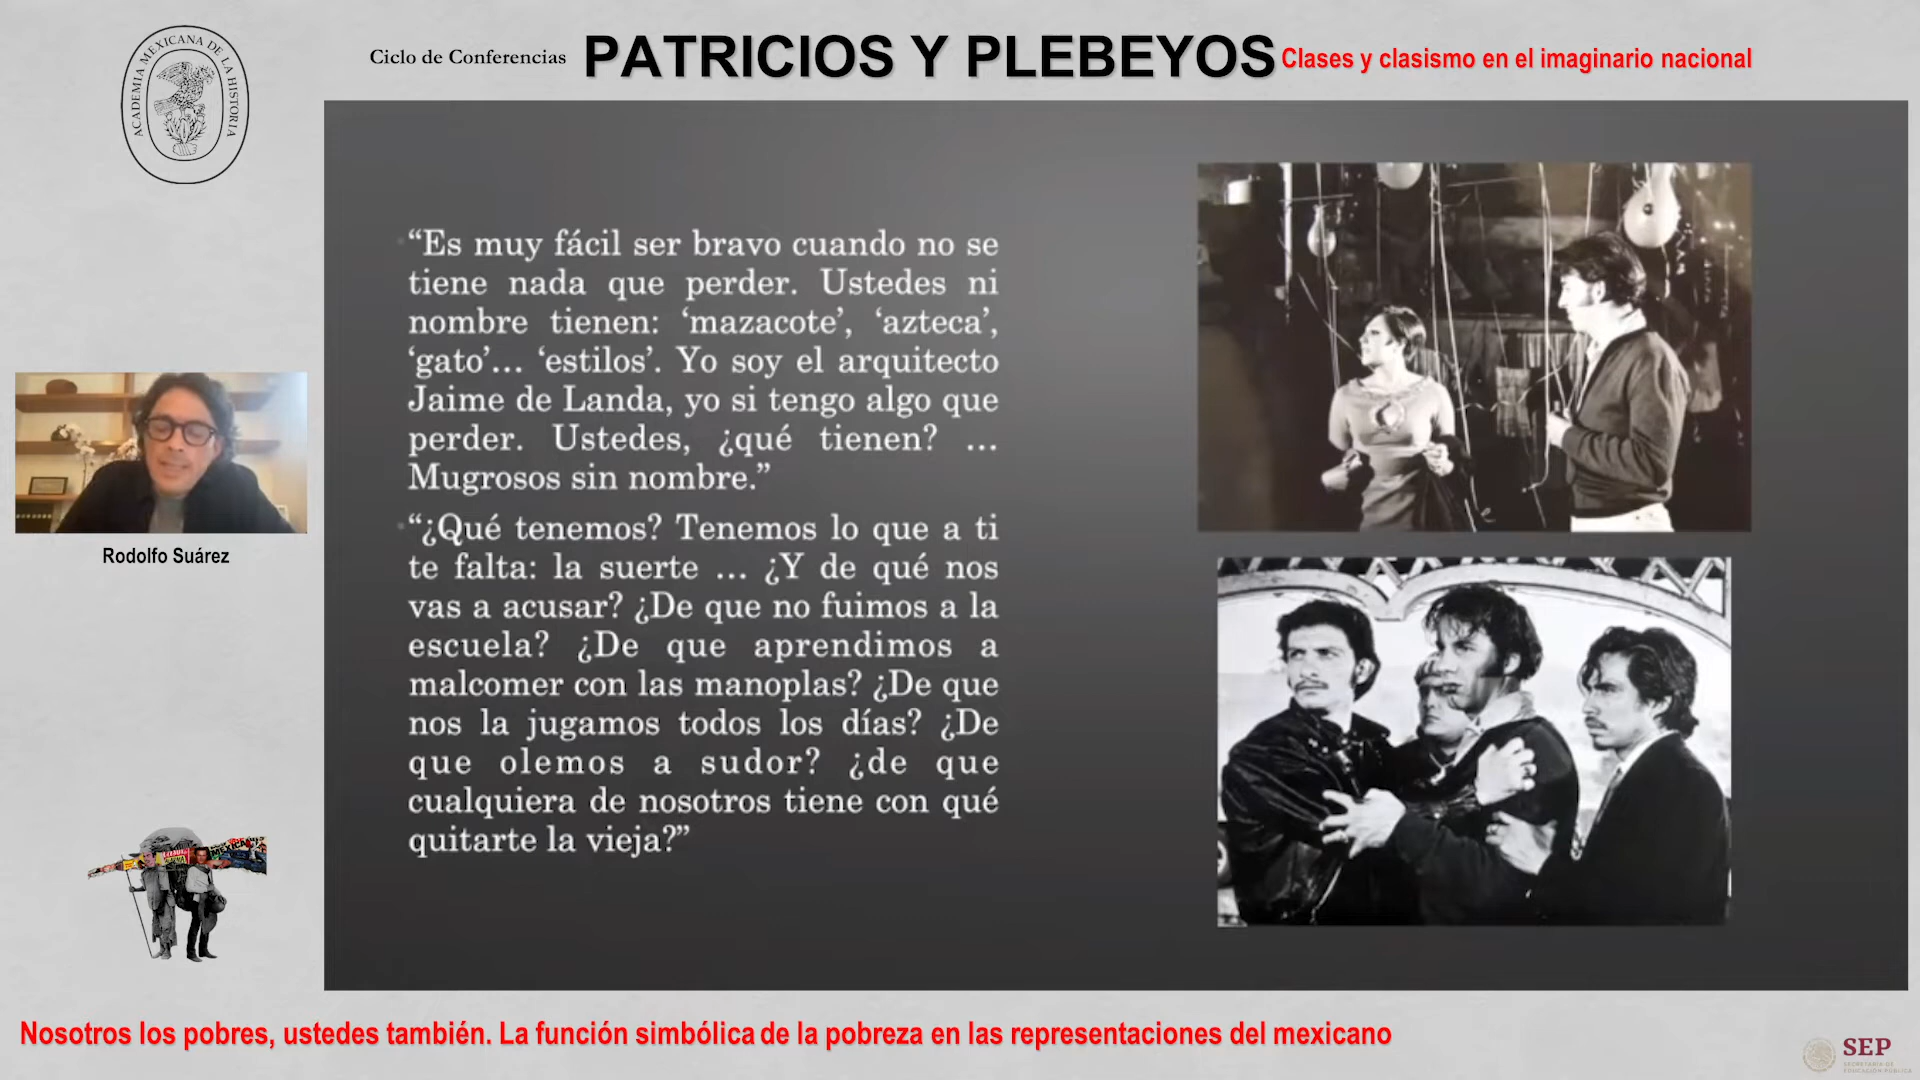 ACADEMIA MEXICANA DE LA HISTORIA
Ciclo de Conferencias
PATRICIOS Y PLEBEYOS
Clases y clasismo en el imaginario nacional
“Es muy fácil ser bravo cuando no se
tiene nada que perder. Ustedes ni
nombre tienen: ‘mazacote’, ‘azteca’,
‘gato’... ‘estilos’. Yo soy el arquitecto
Jaime de Landa, yo si tengo algo que
perder. Ustedes, ¿qué tienen? ...
Mugrosos sin nombre.”
“¿Qué tenemos? Tenemos lo que a ti
te falta: la suerte ... ¿Y de qué nos
vas a acusar? ¿De que no fuimos a la
escuela? ¿De que aprendimos a
malcomer con las manoplas? ¿De que
nos la jugamos todos los días? ¿De
que olemos a sudor? ¿de que
cualquiera de nosotros tiene con qué
quitarte la vieja?”
Rodolfo Suárez
Nosotros los pobres, ustedes también. La función simbólica de la pobreza en las representaciones del mexicano
SEP
SECRETARÍA DE
EDUCACIÓN PÚBLICA